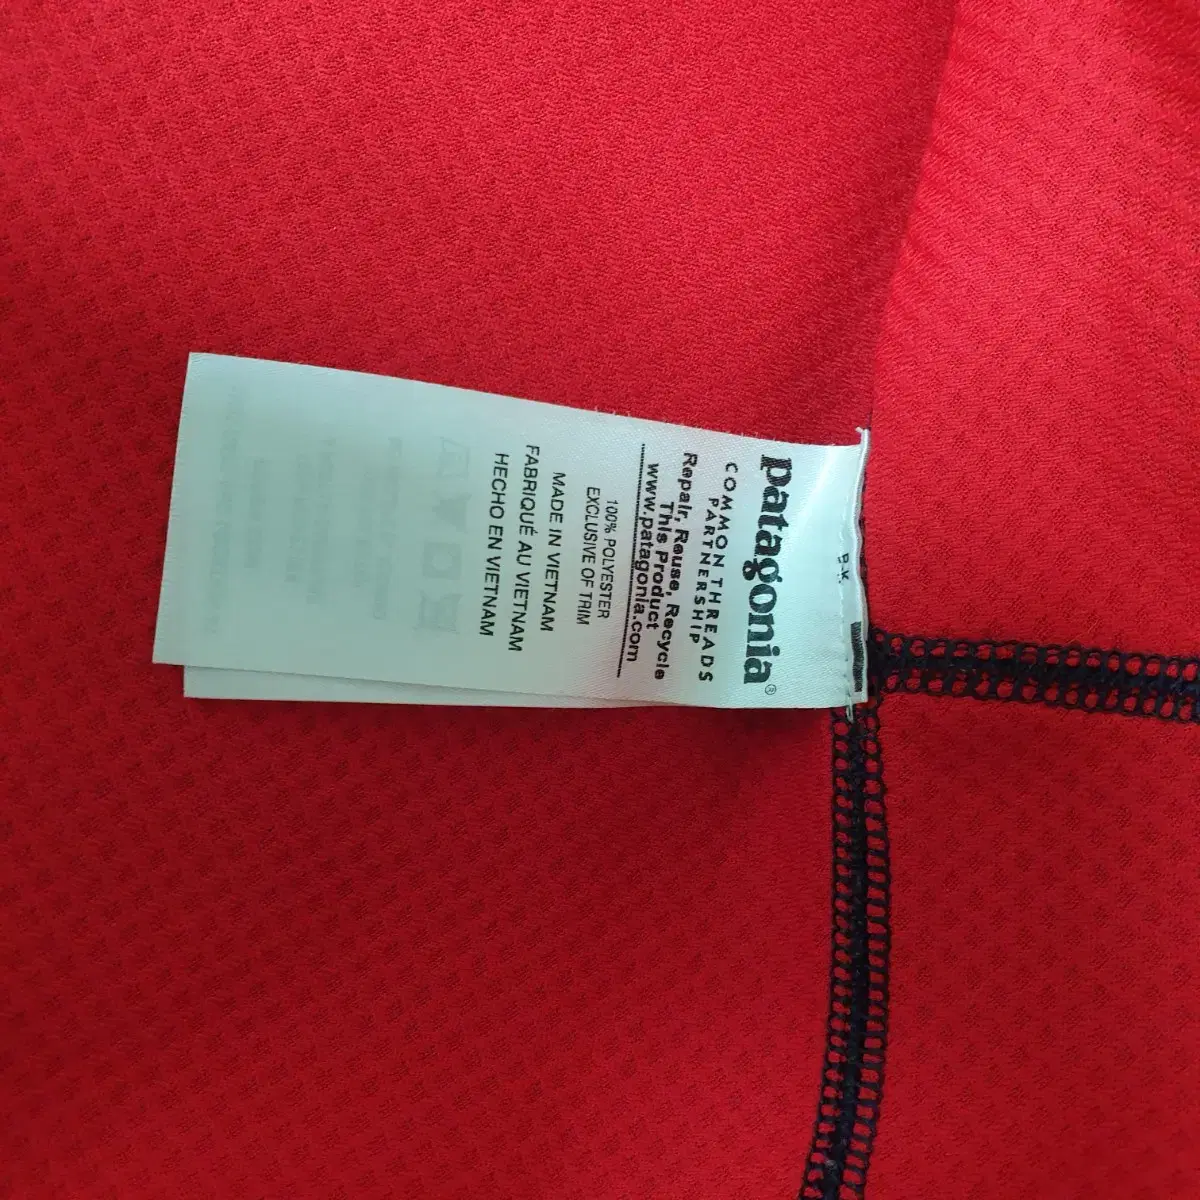 B-K
patagonia®
COMMON THREADS
PARTNERSHIP
Repair, Reuse, Recycle
This Product
www.patagonia.com
100% POLYESTER
EXCLUSIVE OF TRIM
MADE IN VIETNAM
FABRIQUÉ AU VIETNAM
HECHO EN VIETNAM